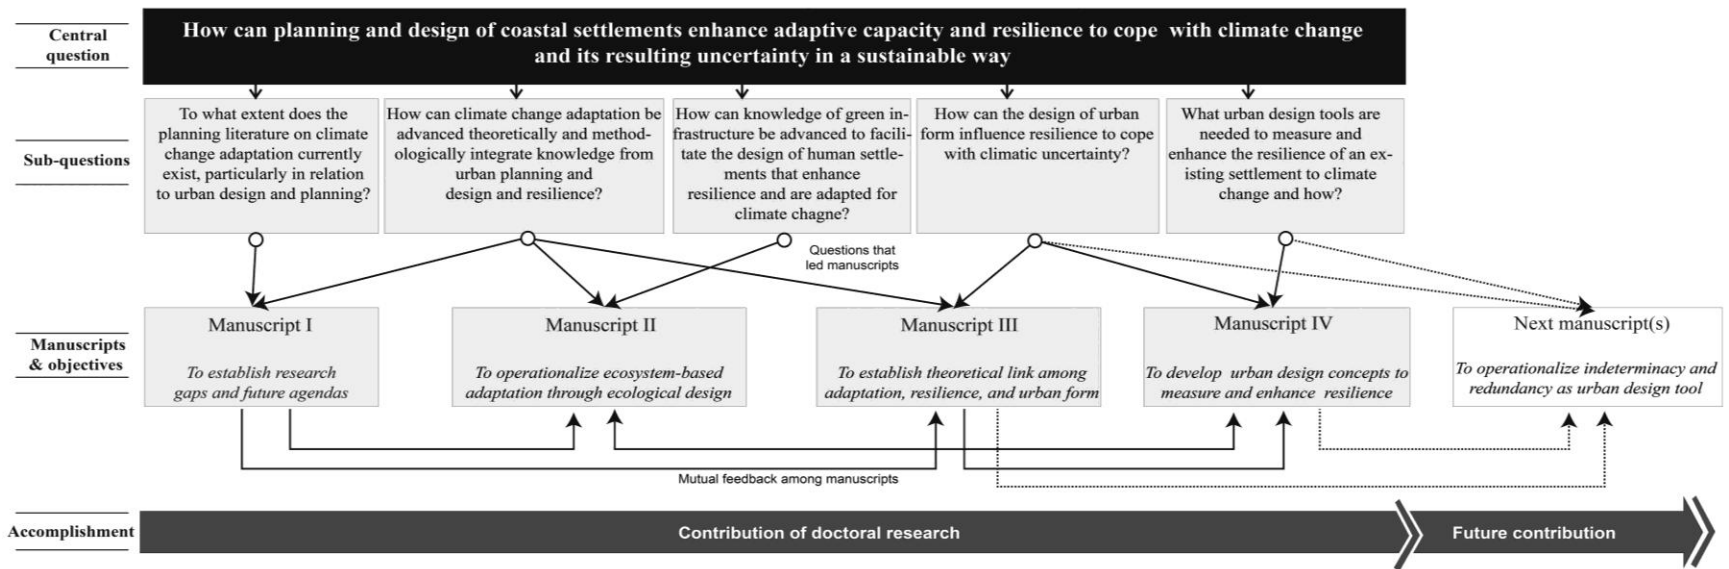 Central
question
How can planning and design of coastal settlements enhance adaptive capacity and resilience to cope with climate change
and its resulting uncertainty in a sustainable way
Sub-questions
To what extent does the
planning literature on climate
change adaptation currently
exist, particularly in relation
to urban design and planning?
How can climate change adaptation be
advanced theoretically and method-
ologically integrate knowledge from
urban planning and
design and resilience?
How can knowledge of green in-
frastructure be advanced to facili-
tate the design of human settle-
ments that enhance
resilience and are adapted for
climate chagne?
How can the design of urban
form influence resilience to cope
with climatic uncertainty?
What urban design tools are
needed to measure and
enhance the resilience of an ex-
isting settlement to climate
change and how?
Questions that
led manuscripts
Manuscripts
& objectives
Manuscript I
To establish research
gaps and future agendas
Manuscript II
To operationalize ecosystem-based
adaptation through ecological design
Manuscript III
To establish theoretical link among
adaptation, resilience, and urban form
Manuscript IV
To develop urban design concepts to
measure and enhance resilience
Next manuscript(s)
To operationalize indeterminacy and
redundancy as urban design tool
Mutual feedback among manuscripts
Accomplishment
Contribution of doctoral research
Future contribution